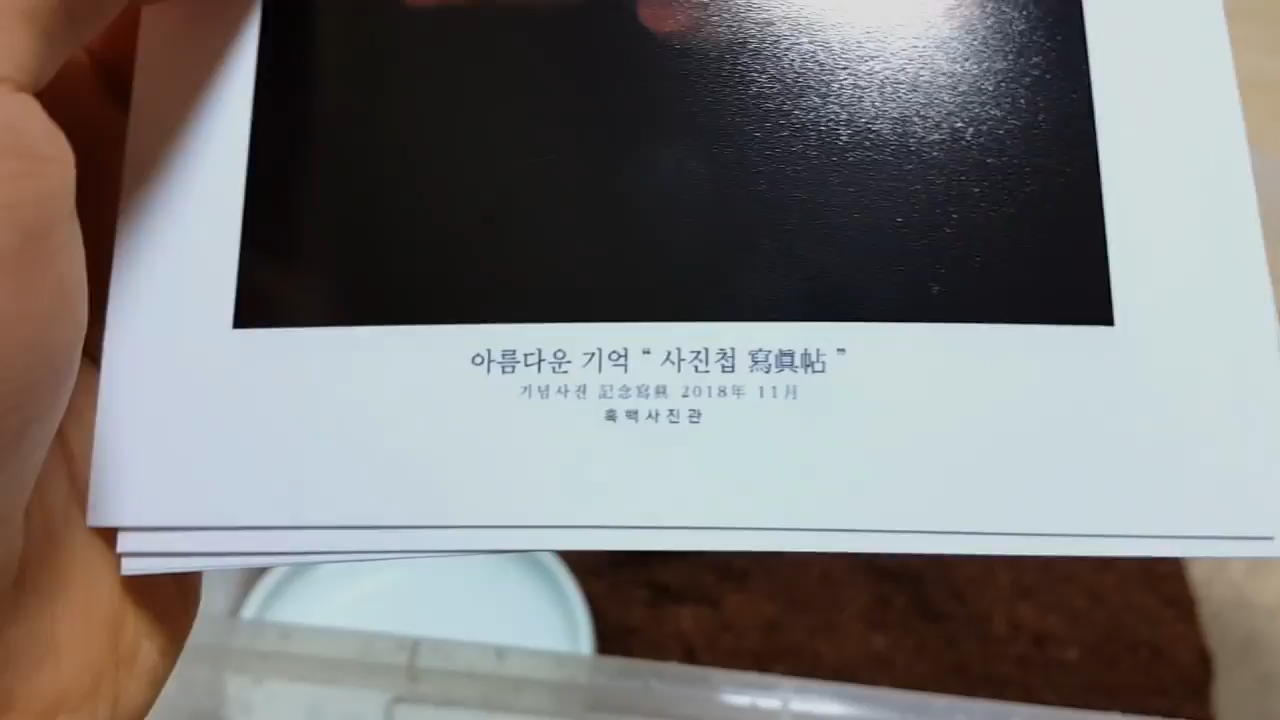 아름다운 기억 “ 사진첩 寫眞帖 ”
기념사진 記念寫眞 2018年 11月
흑백사진관